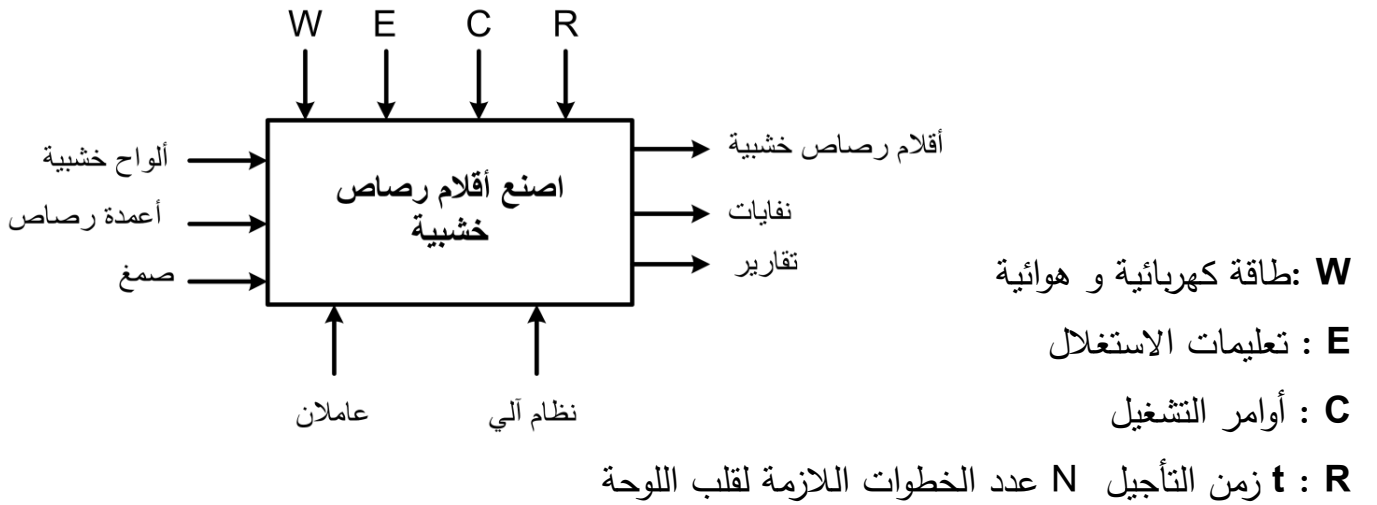 W E C R
ألواح خشبية
أعمدة رصاص
صمغ
اصنع أقلام رصاص
خشبية
أقلام رصاص خشبية
نفايات
تقارير
عاملان
نظام آلي
W :طاقة كهربائية و هوائية
E : تعليمات الاستغلال
C : أوامر التشغيل
R : t زمن التأجيل N عدد الخطوات اللازمة لقلب اللوحة